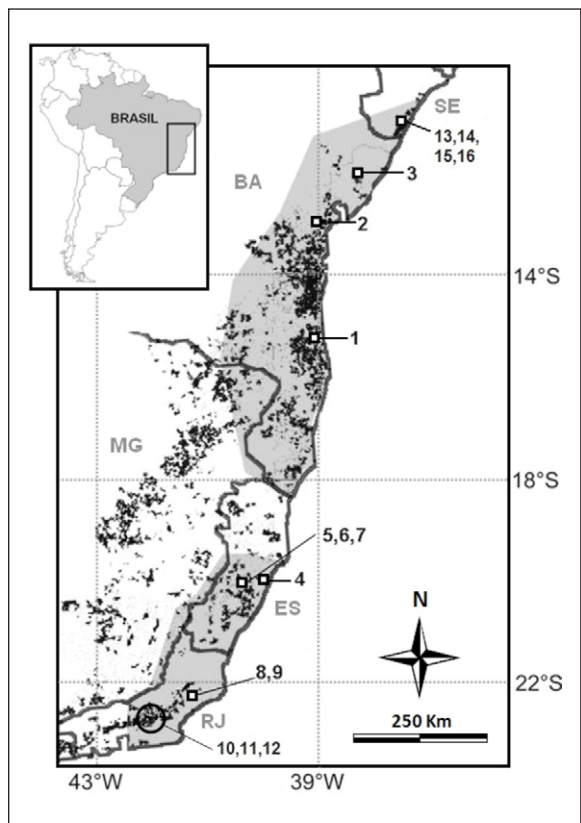 BRASIL
SE
13,14,
15,16
BA
3
2
14°S
1
MG
18°S
5,6,7
4
ES
N
8,9
22°S
RJ
250 Km
10,11,12
43°W
39°W